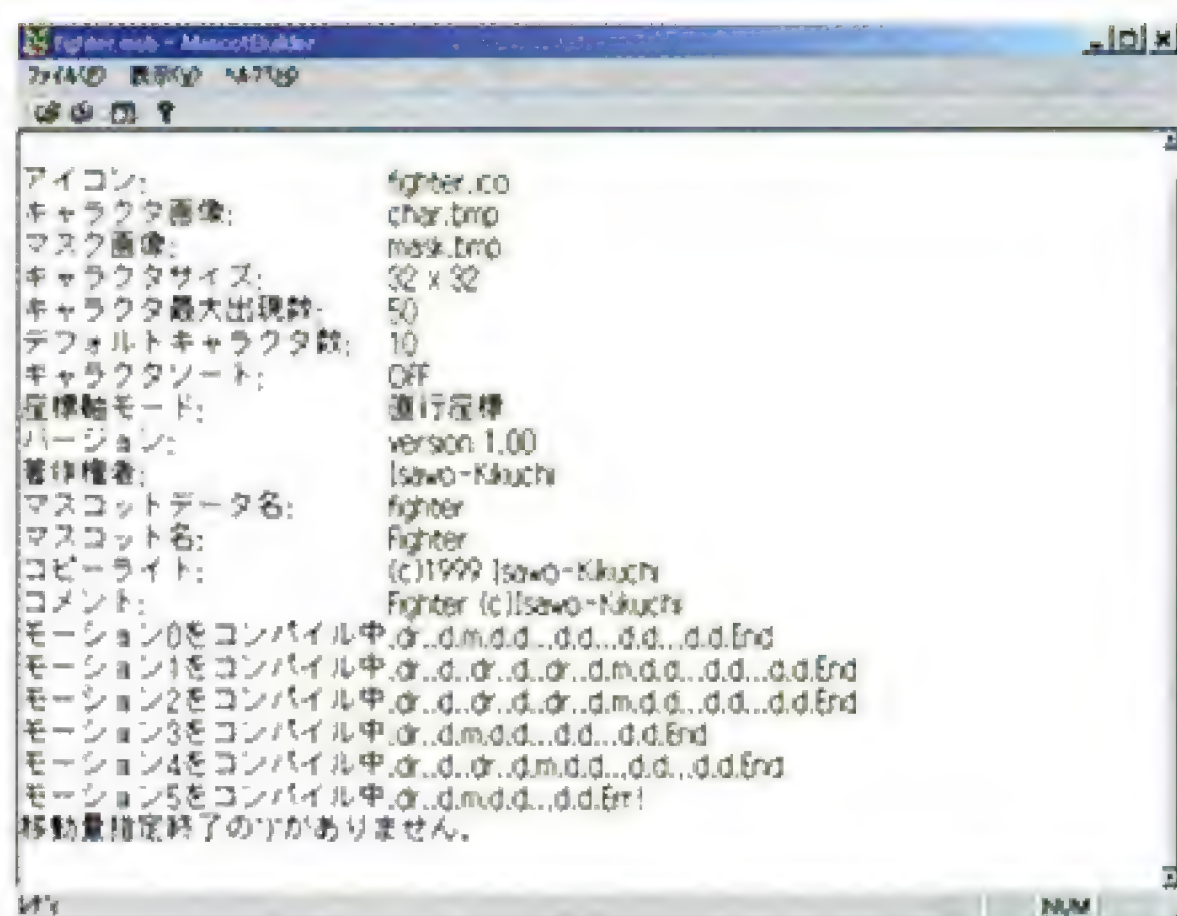 fighter.msb - MascotBuilder
ファイル(F) 表示(V) ヘルプ(H)
アイコン: fighter.ico
キャラクタ画像: char.bmp
マスク画像: mask.bmp
キャラクタサイズ: 32 x 32
キャラクタ最大出現数: 50
デフォルトキャラクタ数: 10
キャラクタソート: OFF
座標軸モード: 進行座標
バージョン: version 1.00
著作権者: Isawo-Kikuchi
マスコットデータ名: fighter
マスコット名: Fighter
コピーライト: (c)1999 Isawo-Kikuchi
コメント: Fighter (c)Isawo-Kikuchi
モーション0をコンパイル中.dr..d.m.d.d...d.d...d.d...d.d.End
モーション1をコンパイル中.dr..d..dr..d..dr..d.m.d.d...d.d...d.d.End
モーション2をコンパイル中.dr..d..dr..d..dr..d.m.d.d...d.d...d.d.End
モーション3をコンパイル中.dr..d.m.d.d...d.d...d.d.End
モーション4をコンパイル中.dr..d..dr..d.m.d.d...d.d...d.d.End
モーション5をコンパイル中.dr..d.m.d.d...d.d.Err!
移動量指定終了の')'がありません。
レディ NUM